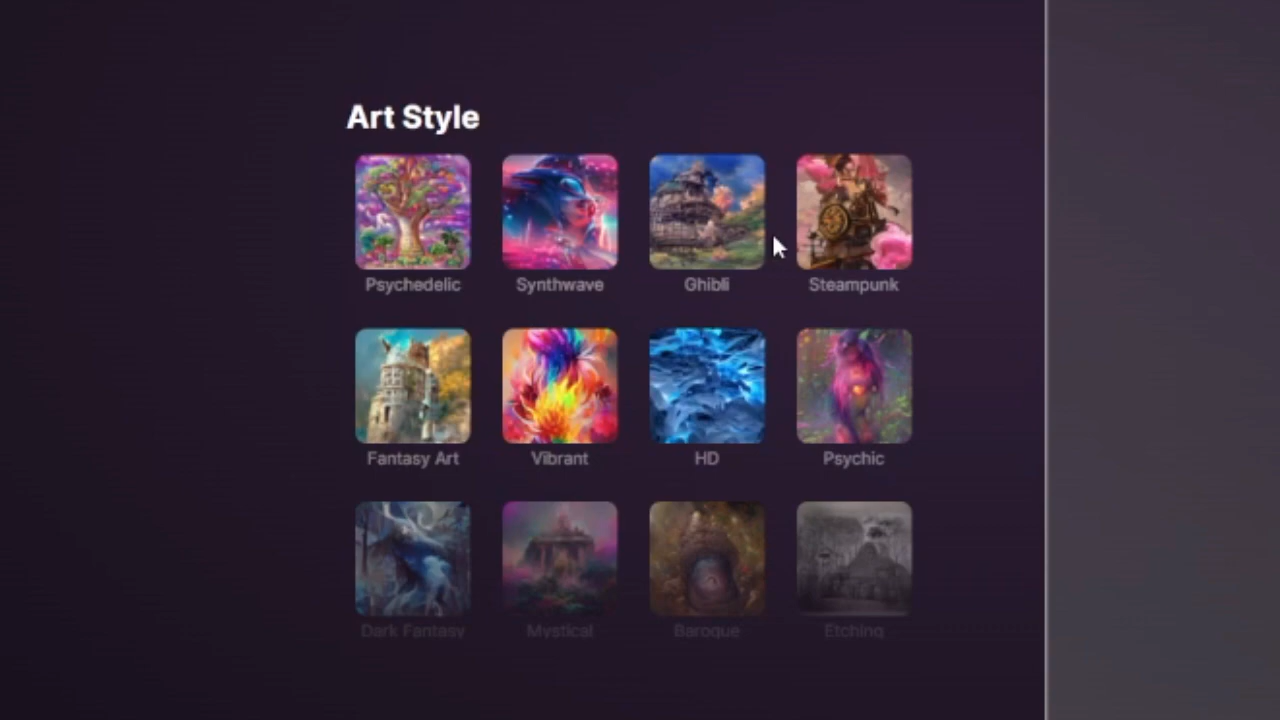 Art Style
Psychedelic Synthwave Ghibli Steampunk
Fantasy Art Vibrant HD Psychic
Dark Fantasy Mystical Baroque Etching